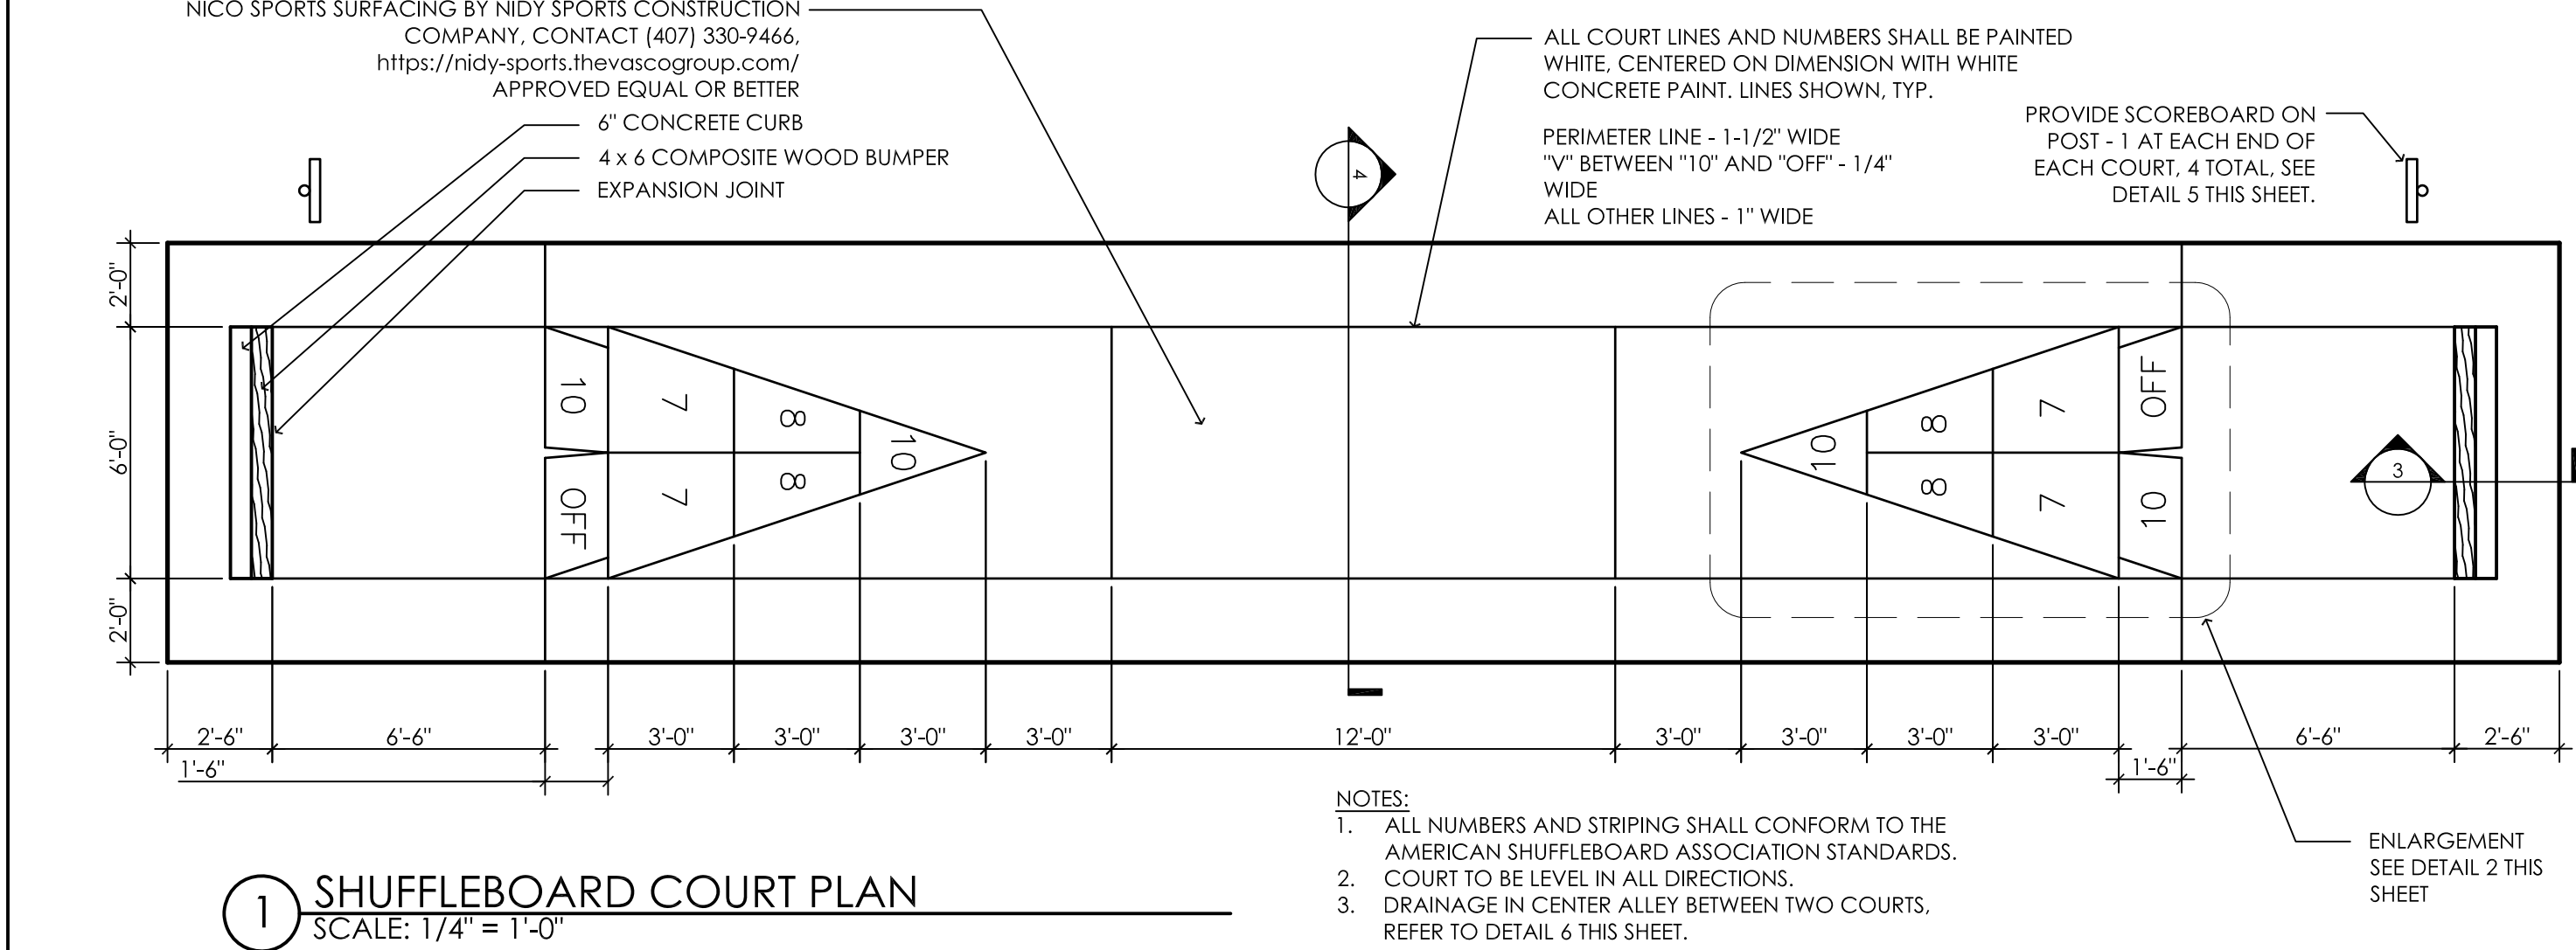 NICO SPORTS SURFACING BY NIDY SPORTS CONSTRUCTION
COMPANY, CONTACT (407) 330-9466,
https://nidy-sports.thevascogroup.com/
APPROVED EQUAL OR BETTER
6" CONCRETE CURB
4 x 6 COMPOSITE WOOD BUMPER
EXPANSION JOINT
ALL COURT LINES AND NUMBERS SHALL BE PAINTED
WHITE, CENTERED ON DIMENSION WITH WHITE
CONCRETE PAINT. LINES SHOWN, TYP.
PERIMETER LINE - 1-1/2" WIDE
"V" BETWEEN "10" AND "OFF" - 1/4"
WIDE
ALL OTHER LINES - 1" WIDE
PROVIDE SCOREBOARD ON
POST - 1 AT EACH END OF
EACH COURT, 4 TOTAL, SEE
DETAIL 5 THIS SHEET.
4
2'-0"
6'-0"
2'-0"
10
OFF
7
7
8
8
10
10
8
8
7
7
OFF
10
3
2'-6"
6'-6"
1'-6"
3'-0"
3'-0"
3'-0"
3'-0"
12'-0"
3'-0"
3'-0"
3'-0"
3'-0"
1'-6"
6'-6"
2'-6"
NOTES:
1. ALL NUMBERS AND STRIPING SHALL CONFORM TO THE
AMERICAN SHUFFLEBOARD ASSOCIATION STANDARDS.
2. COURT TO BE LEVEL IN ALL DIRECTIONS.
3. DRAINAGE IN CENTER ALLEY BETWEEN TWO COURTS,
REFER TO DETAIL 6 THIS SHEET.
ENLARGEMENT
SEE DETAIL 2 THIS
SHEET
1
SHUFFLEBOARD COURT PLAN
SCALE: 1/4" = 1'-0"